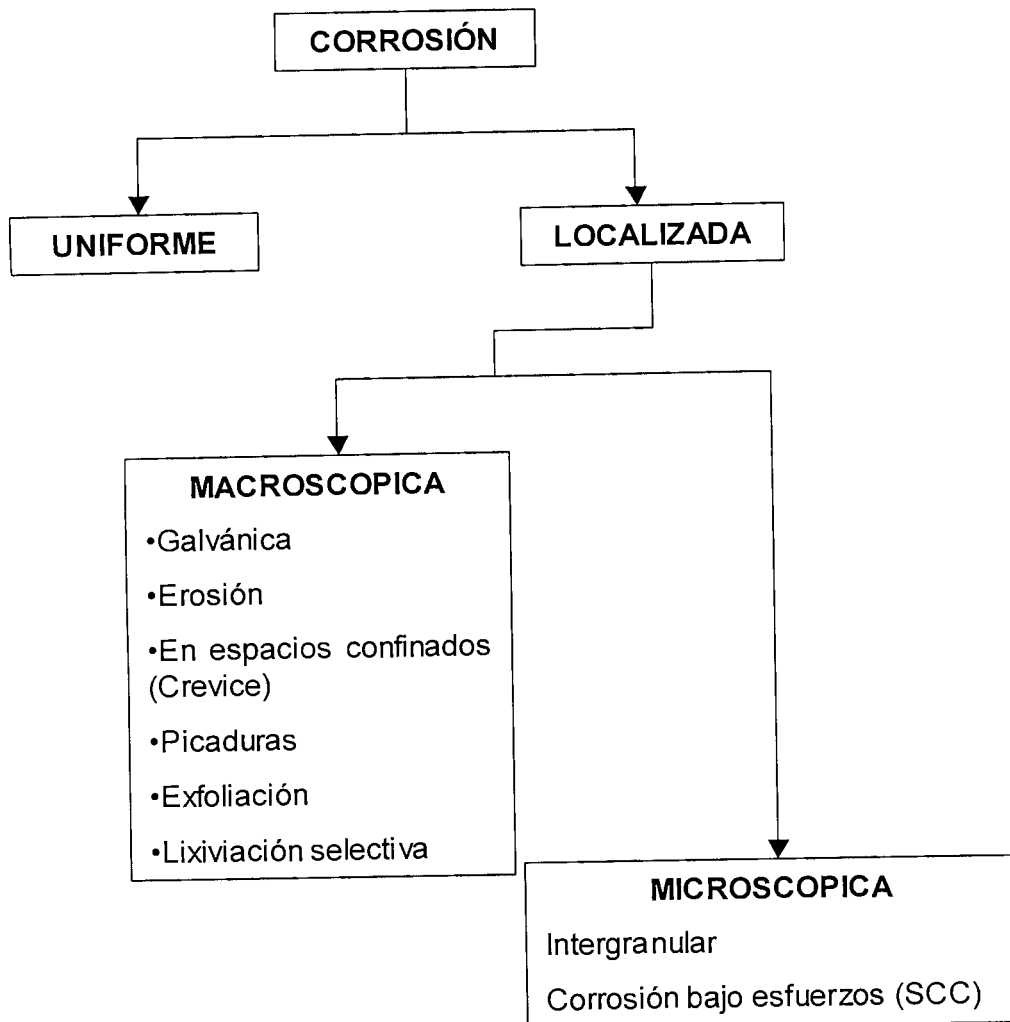 CORROSIÓN
UNIFORME
LOCALIZADA
MACROSCOPICA
•Galvánica
•Erosión
•En espacios confinados
(Crevice)
•Picaduras
•Exfoliación
•Lixiviación selectiva
MICROSCOPICA
Intergranular
Corrosión bajo esfuerzos (SCC)